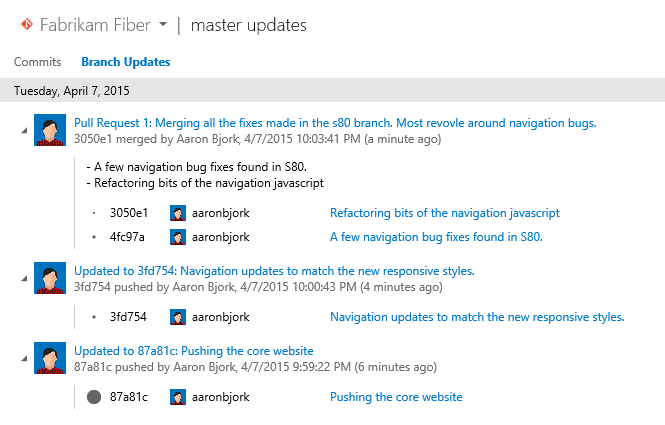 Fabrikam Fiber | master updates
Commits Branch Updates
Tuesday, April 7, 2015
Pull Request 1: Merging all the fixes made in the s80 branch. Most revovle around navigation bugs.
3050e1 merged by Aaron Bjork, 4/7/2015 10:03:41 PM (a minute ago)
- A few navigation bug fixes found in S80.
- Refactoring bits of the navigation javascript
3050e1 aaronbjork Refactoring bits of the navigation javascript
4fc97a aaronbjork A few navigation bug fixes found in S80.
Updated to 3fd754: Navigation updates to match the new responsive styles.
3fd754 pushed by Aaron Bjork, 4/7/2015 10:00:43 PM (4 minutes ago)
3fd754 aaronbjork Navigation updates to match the new responsive styles.
Updated to 87a81c: Pushing the core website
87a81c pushed by Aaron Bjork, 4/7/2015 9:59:22 PM (6 minutes ago)
87a81c aaronbjork Pushing the core website